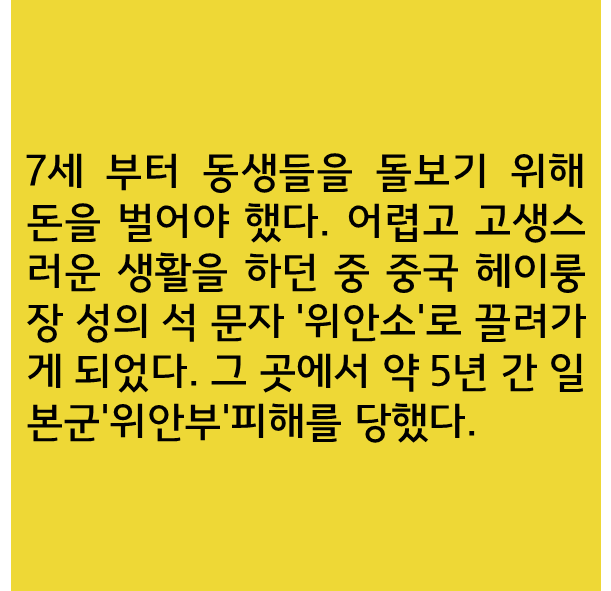 7세 부터 동생들을 돌보기 위해
돈을 벌어야 했다. 어렵고 고생스
러운 생활을 하던 중 중국 헤이룽
장 성의 석 문자 '위안소'로 끌려가
게 되었다. 그 곳에서 약 5년 간 일
본군'위안부'피해를 당했다.